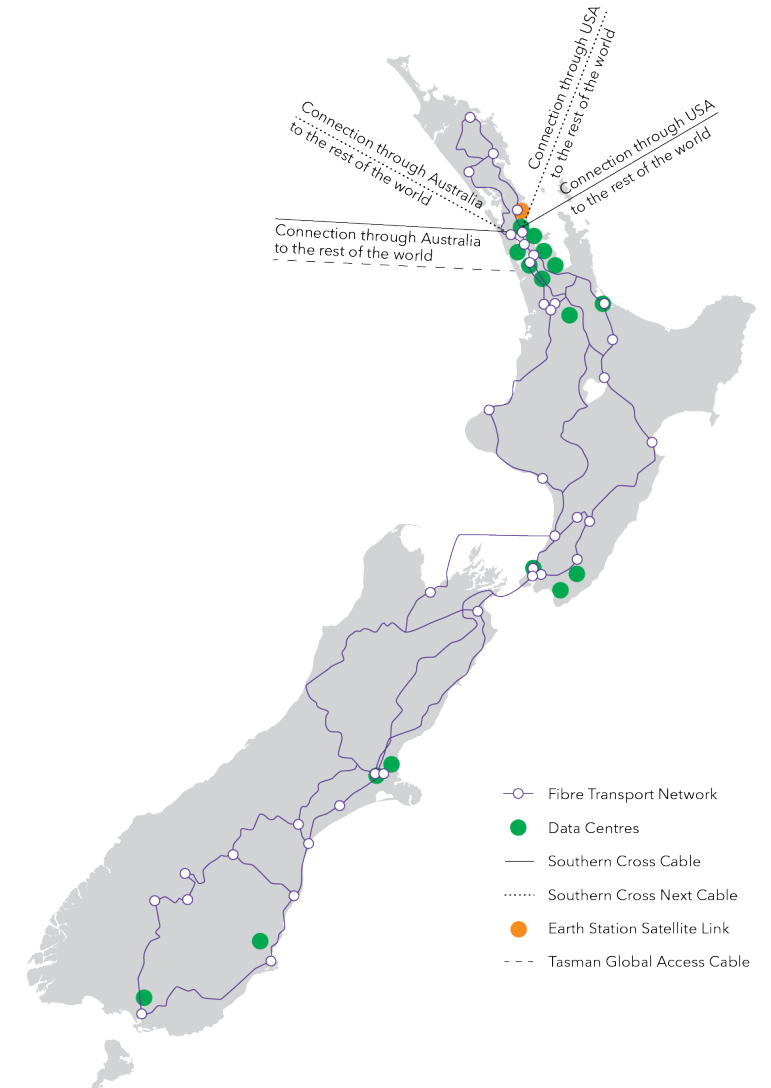 Connection through USA
to the rest of the world
Connection through Australia
to the rest of the world
Connection through USA
to the rest of the world
Connection through Australia
to the rest of the world
Fibre Transport Network
Data Centres
Southern Cross Cable
Southern Cross Next Cable
Earth Station Satellite Link
Tasman Global Access Cable